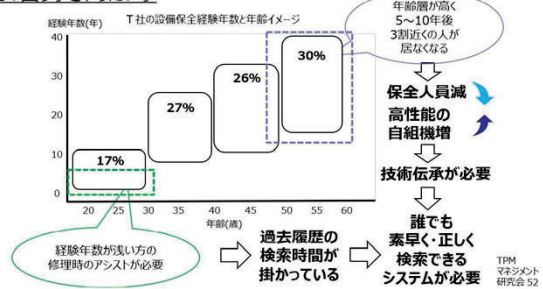 T社の設備保全経験年数と年齢イメージ
経験年数(年)
40
30
20
10
0
17%
27%
26%
30%
20 25 30 35 40 45 50 55 60
年齢(歳)
年齢層が高く
5～10年後
3割近くの人が
居なくなる
保全人員減
高性能の
自組機増
技術伝承が必要
誰でも
素早く・正しく
検索できる
システムが必要
経験年数が浅い方の
修理時のアシストが必要
過去履歴の
検索時間が
掛かっている
TPM
マネジメント
研究会 52